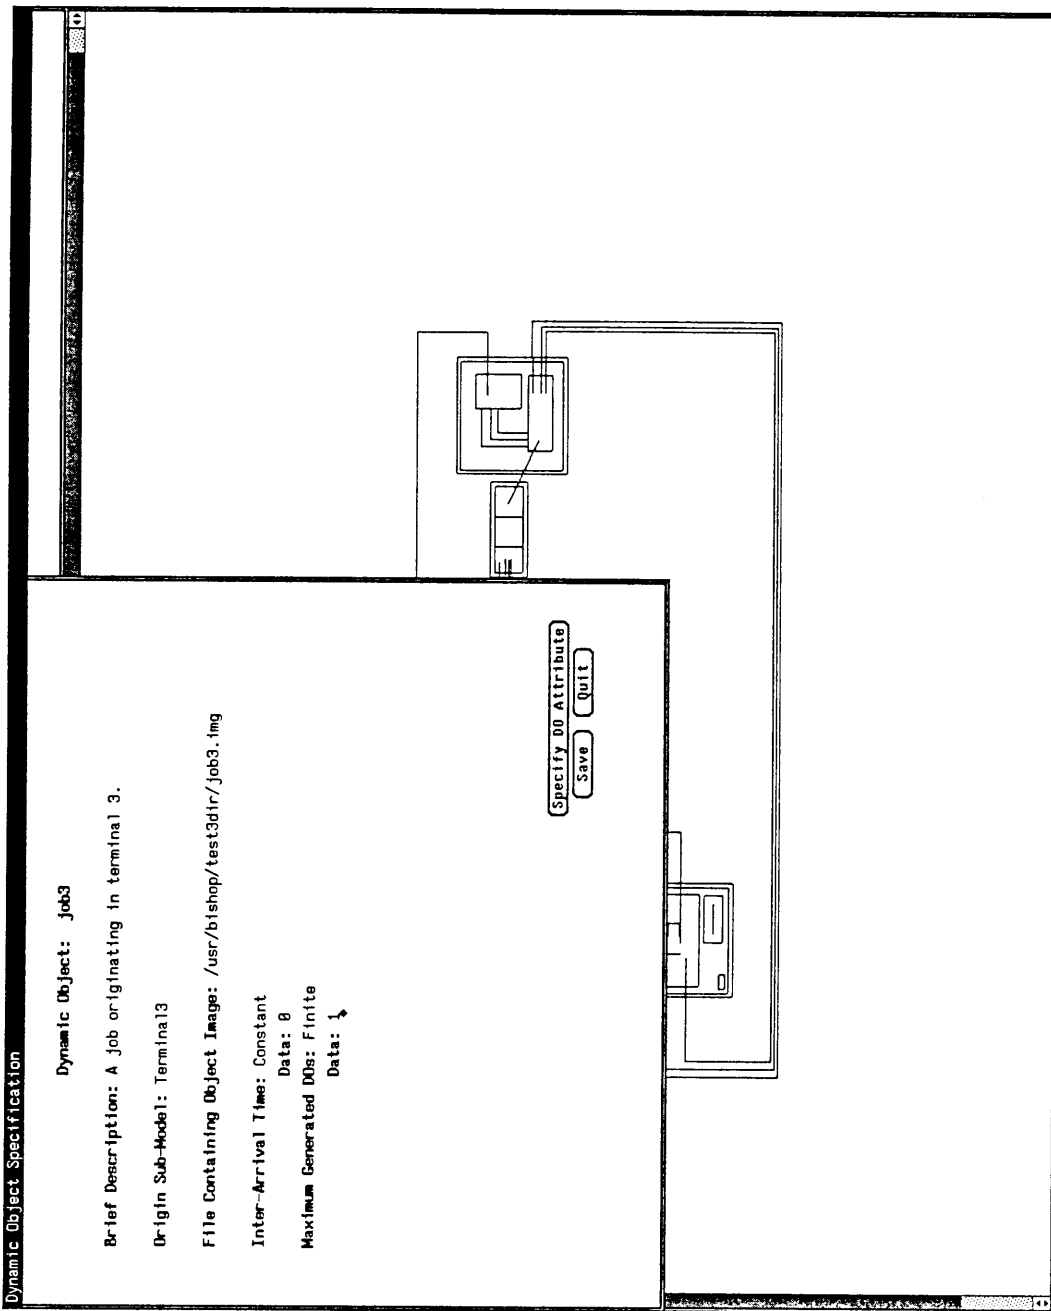 Dynamic Object Specification
Dynamic Object: job3
Brief Description: A job originating in terminal 3.
Origin Sub-Model: Terminal3
File Containing Object Image: /usr/bishop/test3dir/job3.img
Inter-Arrival Time: Constant
Data: 0
Maximum Generated DOs: Finite
Data: 1
Specify DO Attribute
Save Quit